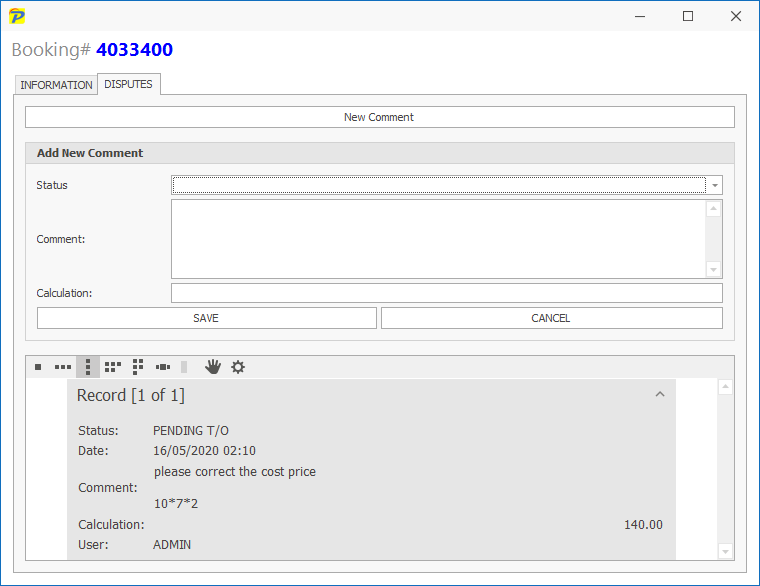 Booking# 4033400
INFORMATION DISPUTES
New Comment
Add New Comment
Status
Comment:
Calculation:
SAVE CANCEL
Record [1 of 1]
Status: PENDING T/O
Date: 16/05/2020 02:10
please correct the cost price
Comment:
10*7*2
Calculation: 140.00
User: ADMIN